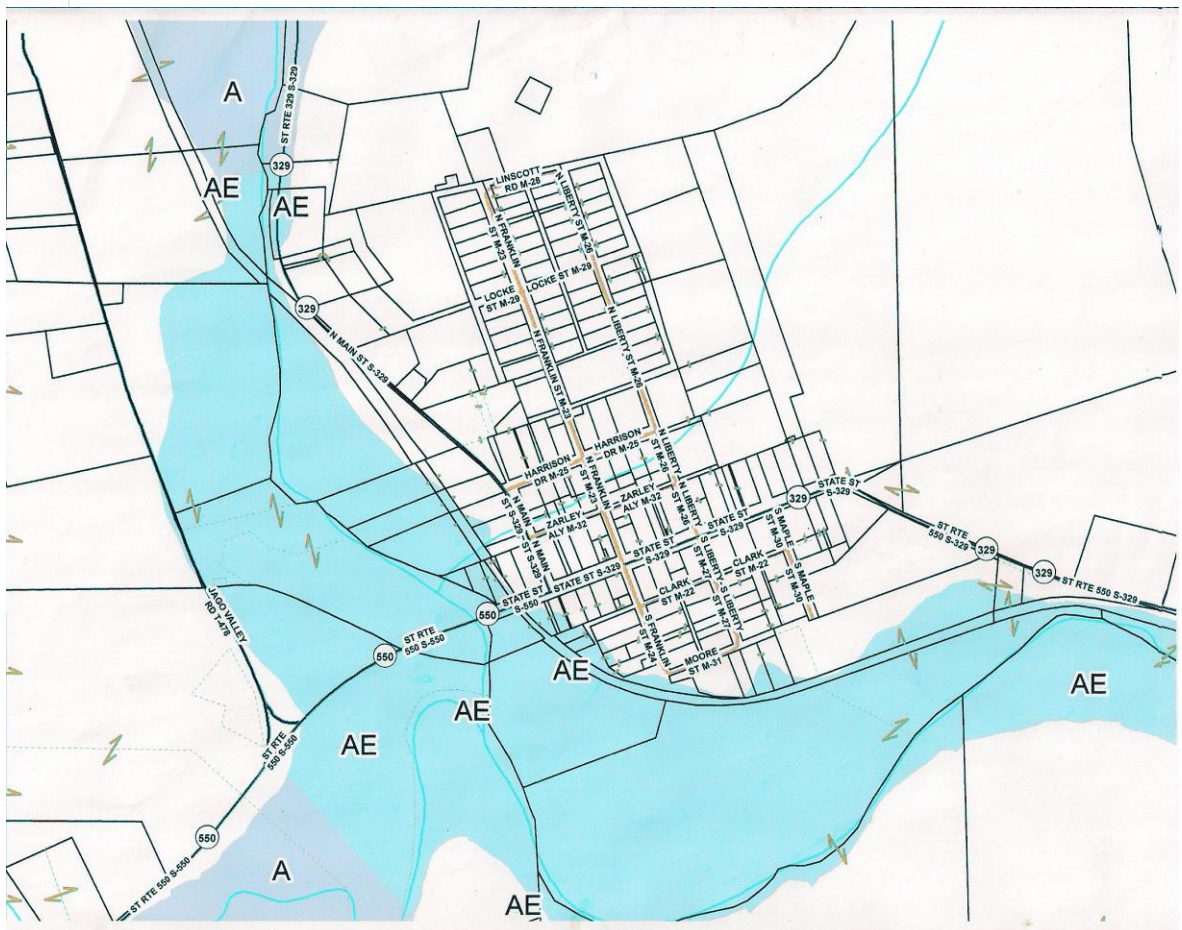 A
ST RTE 329 S-329
329
AE
AE
LINSCOTT
RD M-28
N LIBERTY ST M-26
N FRANKLIN
ST M-23
LOCKE
ST M-29
LOCKE ST M-29
329
N MAIN ST S-329
N LIBERTY ST M-26
N FRANKLIN ST M-23
HARRISON
DR M-25
HARRISON
DR M-25
N LIBERTY
ST M-26
N FRANKLIN
ST M-23
N MAIN
ST S-329
ZARLEY
ALY M-32
ZARLEY
ALY M-32
N LIBERTY
ST M-26
STATE ST
S-329
329
STATE ST
S-329
N MAIN
ST S-329
STATE ST
S-329
S MAPLE
ST M-30
ST RTE
550 S-329
329
329
ST RTE 550 S-329
STATE ST S-329
STATE ST
S-550
550
S LIBERTY
ST M-27
CLARK
ST M-22
CLARK
ST M-22
S MAPLE
ST M-30
S LIBERTY
ST M-27
S FRANKLIN
ST M-24
MOORE
ST M-31
JAGO VALLEY
RD T-478
ST RTE
550 S-550
550
AE
AE
AE
AE
ST RTE
550 S-550
550
ST RTE 550 S-550
A
AE